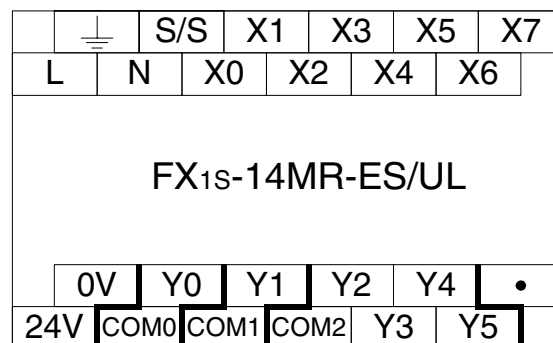 ⏚ S/S X1 X3 X5 X7
L N X0 X2 X4 X6
FX1S-14MR-ES/UL
0V Y0 Y1 Y2 Y4 •
24V COM0 COM1 COM2 Y3 Y5